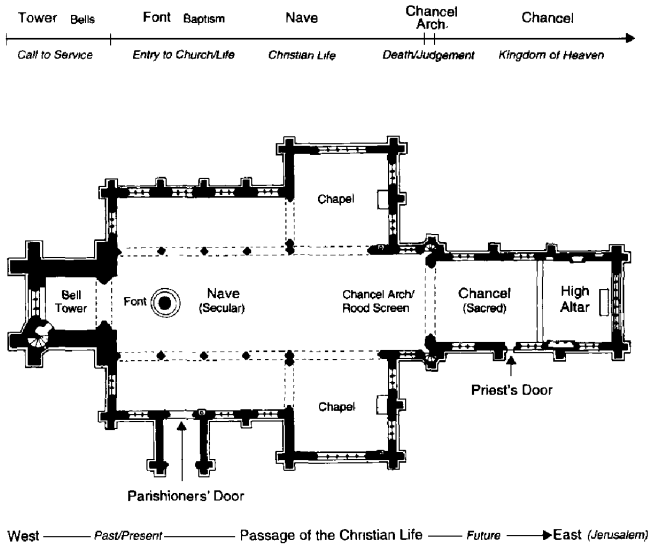 Tower Bells Font Baptism Nave Chancel Arch. Chancel
Call to Service Entry to Church/Life Christian Life Death/Judgement Kingdom of Heaven
Chapel
Bell Tower
Font
Nave (Secular)
Chancel Arch/ Rood Screen
Chancel (Sacred)
High Altar
Priest's Door
Chapel
Parishioners' Door
West Past/Present Passage of the Christian Life Future East (Jerusalem)